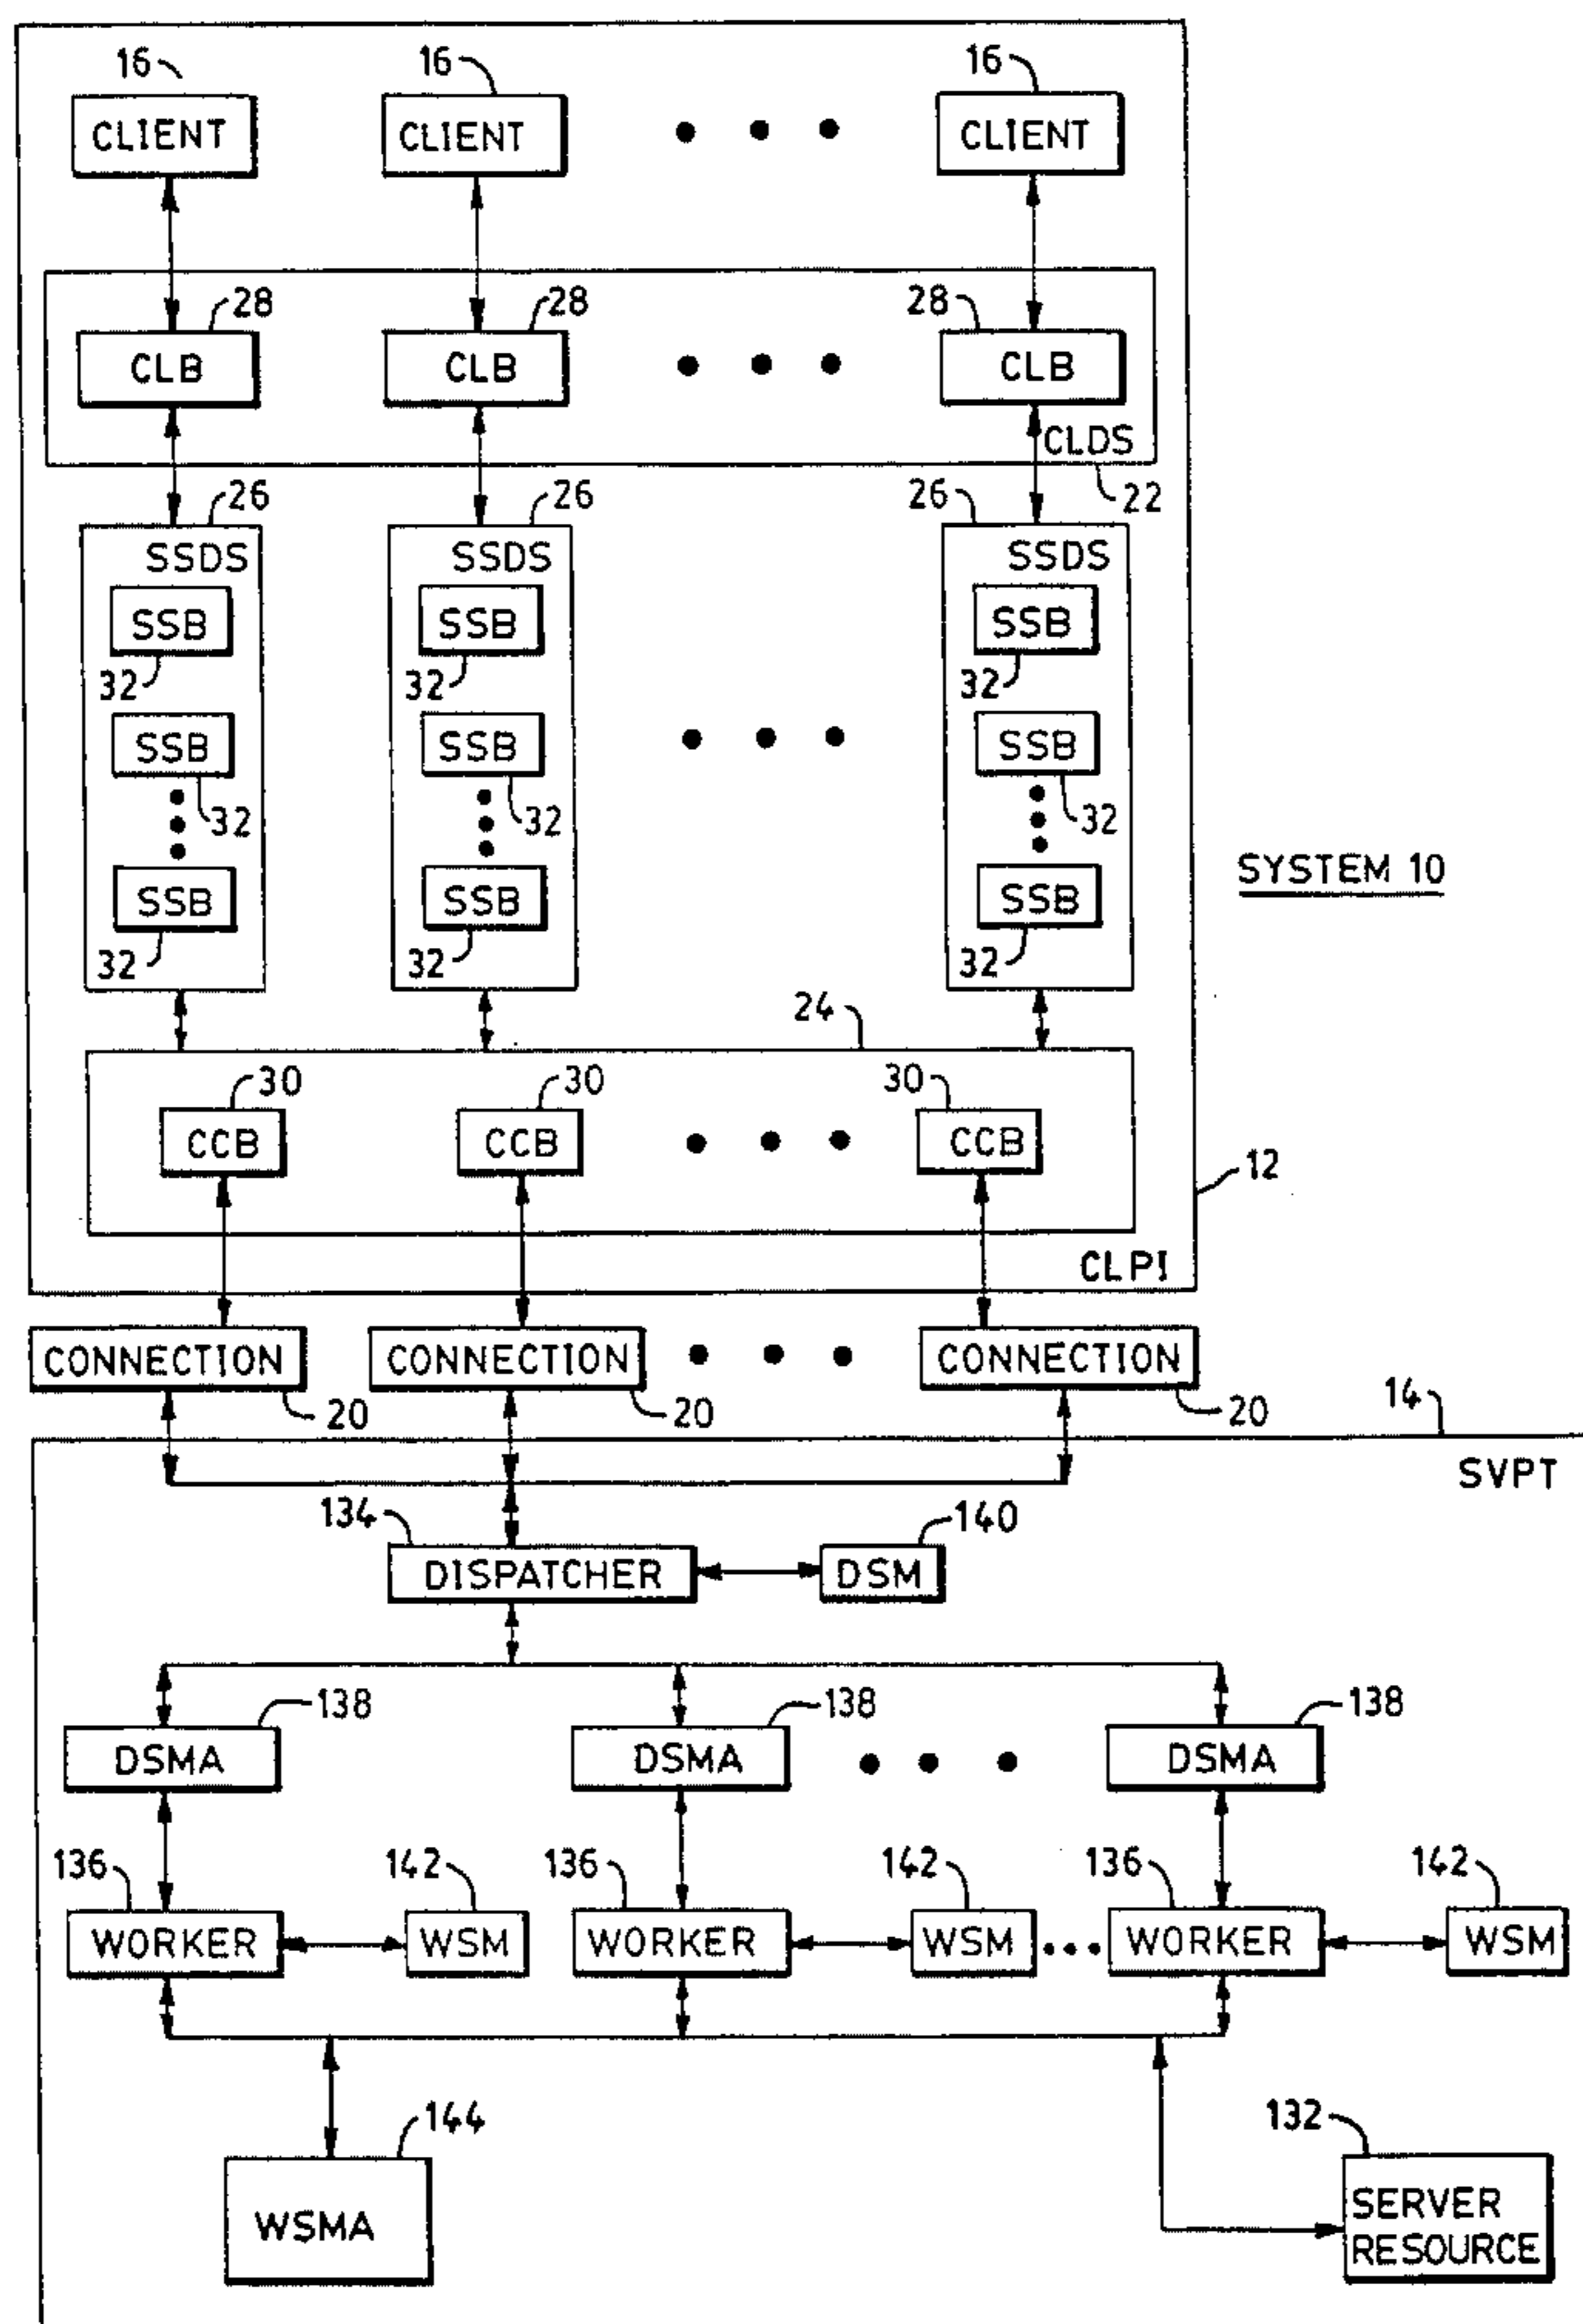 16 16 16
CLIENT CLIENT CLIENT
28 28 28
CLB CLB CLB
CLDS
22
26 26 26
SSDS SSDS SSDS
SSB SSB SSB
32 32 32
SSB SSB SSB
32 32 32
SSB SSB SSB
32 32 32
SYSTEM 10
24
30 30 30
CCB CCB CCB
12
CLPI
CONNECTION CONNECTION CONNECTION
20 20 20
14
SVPT
134 140
DISPATCHER DSM
138 138 138
DSMA DSMA DSMA
136 142 136 142 136 142
WORKER WSM WORKER WSM WORKER WSM
144 132
WSMA
SERVER
RESOURCE